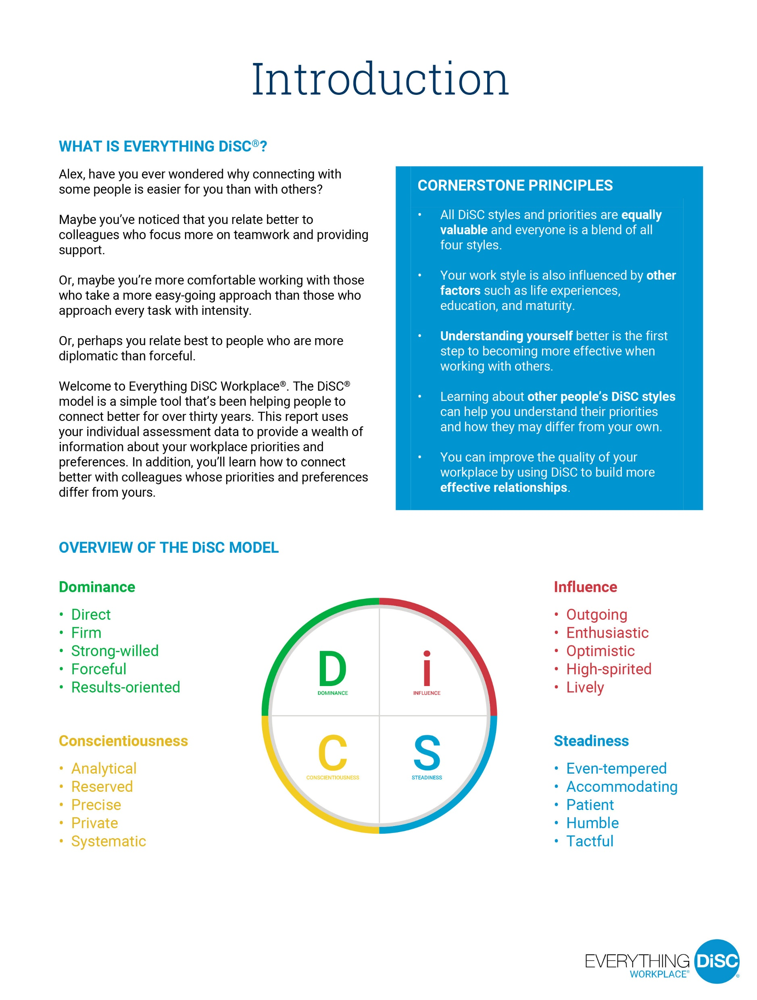 Introduction
WHAT IS EVERYTHING DiSC®?
Alex, have you ever wondered why connecting with
some people is easier for you than with others?
Maybe you’ve noticed that you relate better to
colleagues who focus more on teamwork and providing
support.
Or, maybe you’re more comfortable working with those
who take a more easy-going approach than those who
approach every task with intensity.
Or, perhaps you relate best to people who are more
diplomatic than forceful.
Welcome to Everything DiSC Workplace®. The DiSC®
model is a simple tool that’s been helping people to
connect better for over thirty years. This report uses
your individual assessment data to provide a wealth of
information about your workplace priorities and
preferences. In addition, you’ll learn how to connect
better with colleagues whose priorities and preferences
differ from yours.
CORNERSTONE PRINCIPLES
• All DiSC styles and priorities are equally
valuable and everyone is a blend of all
four styles.
• Your work style is also influenced by other
factors such as life experiences,
education, and maturity.
• Understanding yourself better is the first
step to becoming more effective when
working with others.
• Learning about other people’s DiSC styles
can help you understand their priorities
and how they may differ from your own.
• You can improve the quality of your
workplace by using DiSC to build more
effective relationships.
OVERVIEW OF THE DiSC MODEL
Dominance
• Direct
• Firm
• Strong-willed
• Forceful
• Results-oriented
Conscientiousness
• Analytical
• Reserved
• Precise
• Private
• Systematic
D
DOMINANCE
i
INFLUENCE
C
CONSCIENTIOUSNESS
S
STEADINESS
Influence
• Outgoing
• Enthusiastic
• Optimistic
• High-spirited
• Lively
Steadiness
• Even-tempered
• Accommodating
• Patient
• Humble
• Tactful
EVERYTHING DiSC®
WORKPLACE®